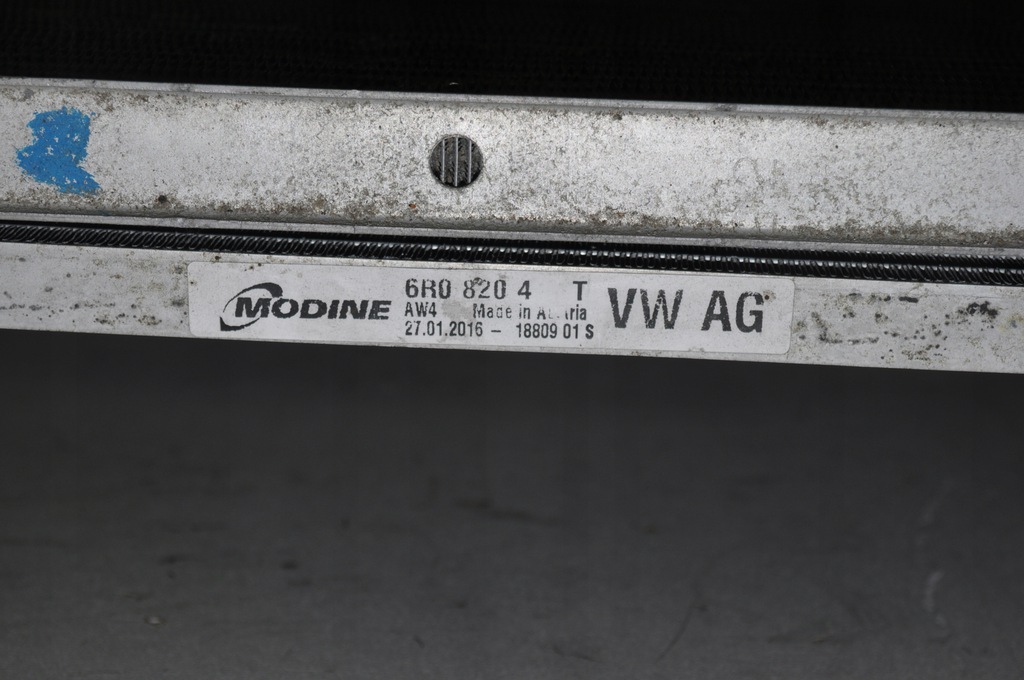 MODINE
6R0 820 4 T
AW4 Made in
27.01.2016 - 18809 01 S
VW AG